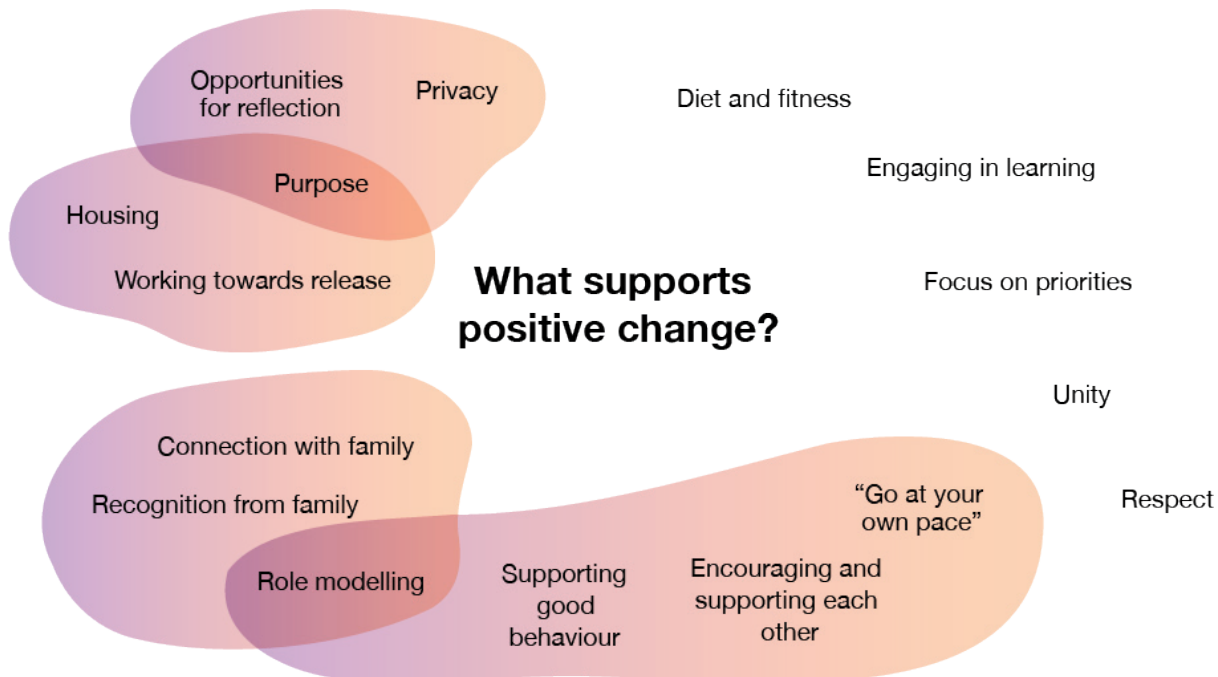 Opportunities
for reflection
Privacy
Purpose
Housing
Working towards release
Diet and fitness
Engaging in learning
What supports
positive change?
Focus on priorities
Unity
Connection with family
Recognition from family
Role modelling
Supporting
good
behaviour
Encouraging and
supporting each
other
“Go at your
own pace”
Respect